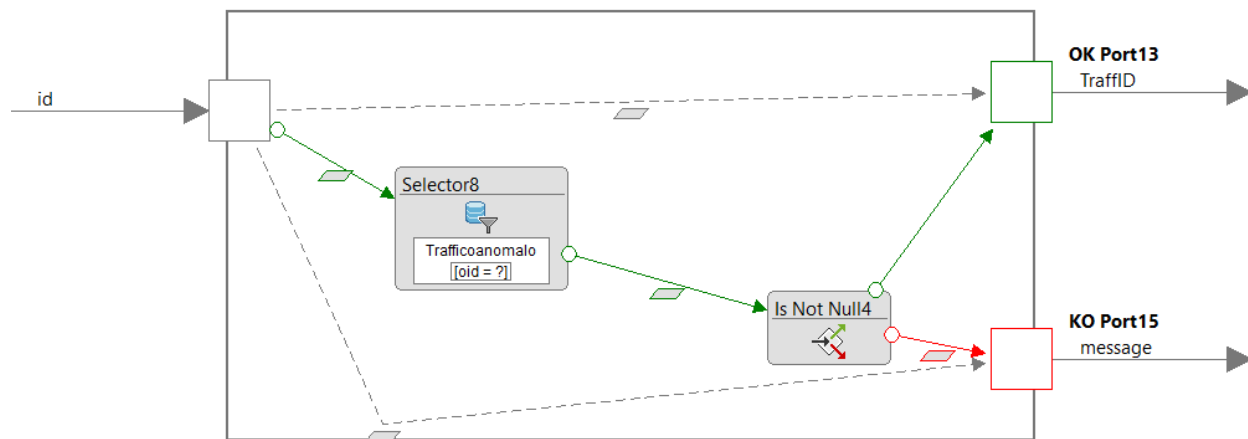 id
OK Port13
TraffID
Selector8
Trafficoanomalo
[oid = ?]
Is Not Null4
KO Port15
message